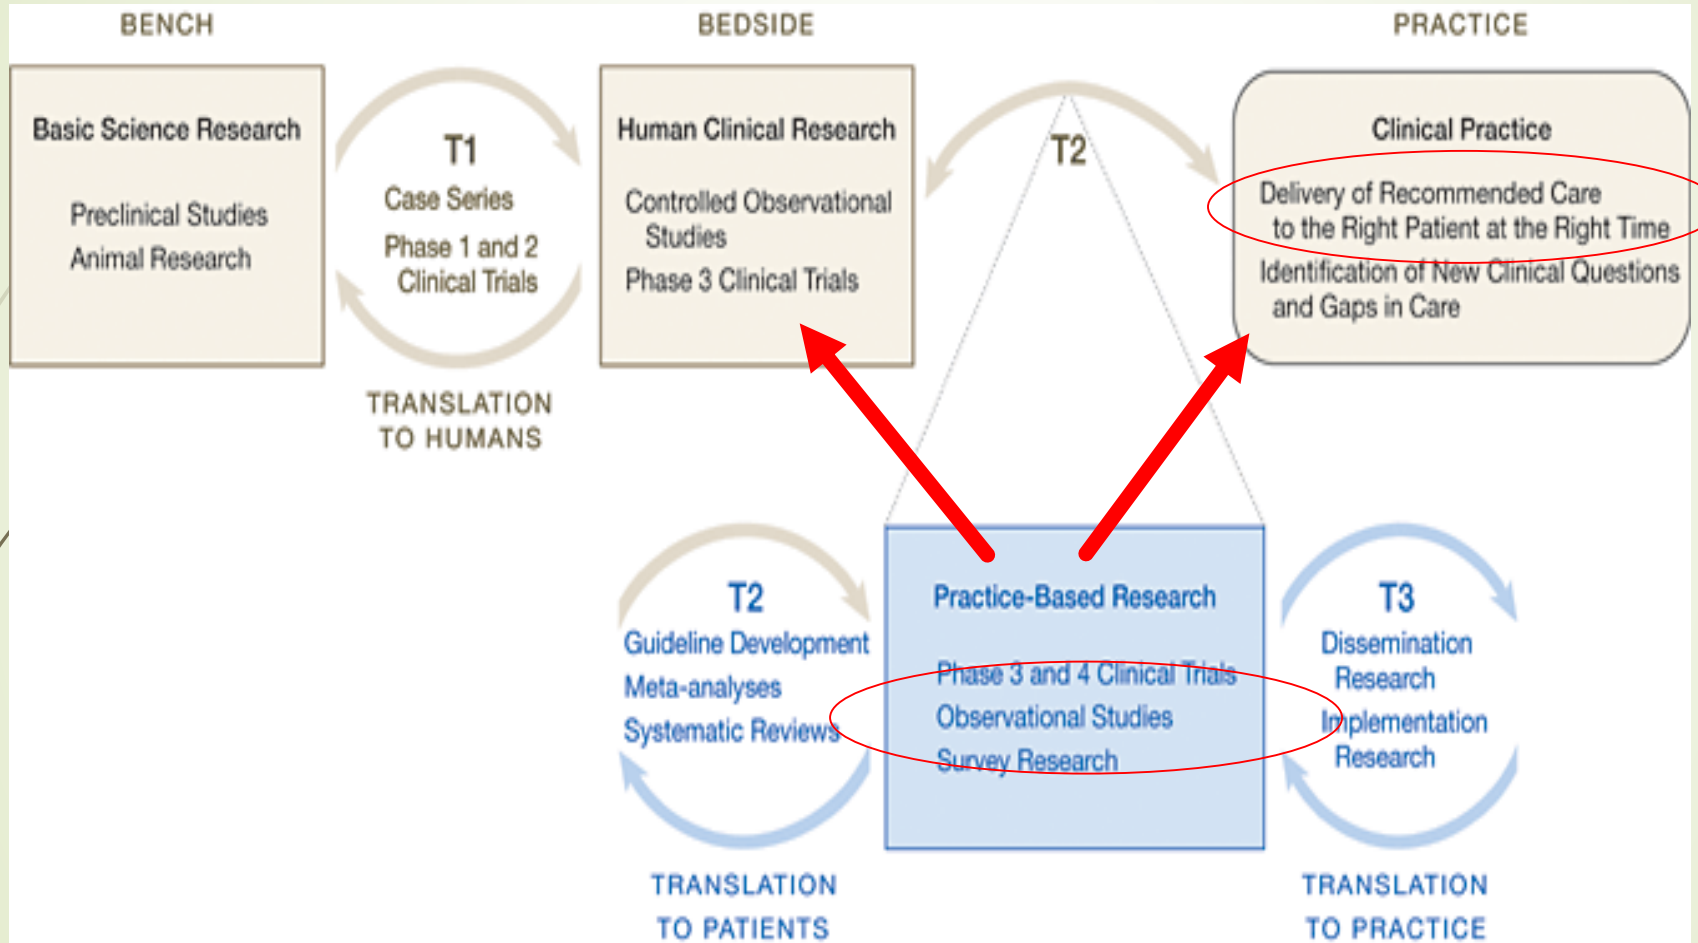 BENCH
BEDSIDE
PRACTICE
Basic Science Research
Preclinical Studies
Animal Research
T1
Case Series
Phase 1 and 2
Clinical Trials
TRANSLATION
TO HUMANS
Human Clinical Research
Controlled Observational
Studies
Phase 3 Clinical Trials
T2
Clinical Practice
Delivery of Recommended Care
to the Right Patient at the Right Time
Identification of New Clinical Questions
and Gaps in Care
T2
Guideline Development
Meta-analyses
Systematic Reviews
TRANSLATION
TO PATIENTS
Practice-Based Research
Phase 3 and 4 Clinical Trials
Observational Studies
Survey Research
T3
Dissemination
Research
Implementation
Research
TRANSLATION
TO PRACTICE